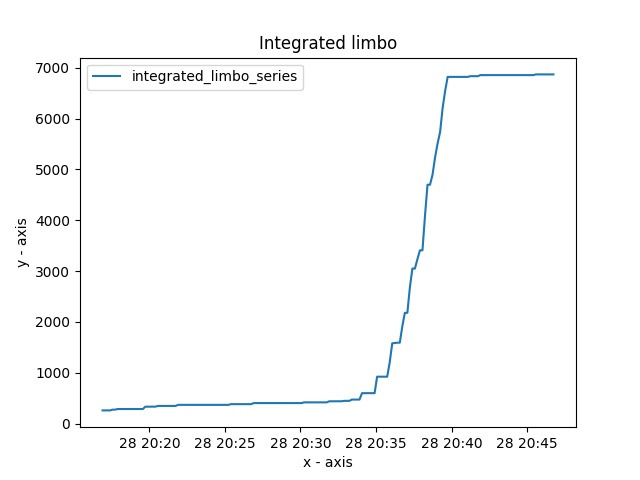 Integrated limbo
integrated_limbo_series
7000
6000
5000
4000
3000
2000
1000
0
y - axis
28 20:20 28 20:25 28 20:30 28 20:35 28 20:40 28 20:45
x - axis